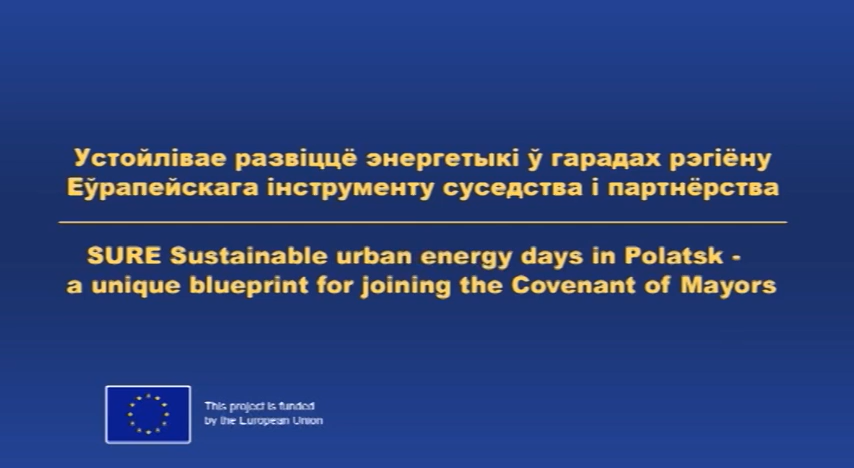 Устойлівае развіццё энергетыкі ў гарадах рэгіёну
Еўрапейскага інструменту суседства і партнёрства
SURE Sustainable urban energy days in Polatsk -
a unique blueprint for joining the Covenant of Mayors
This project is funded
by the European Union